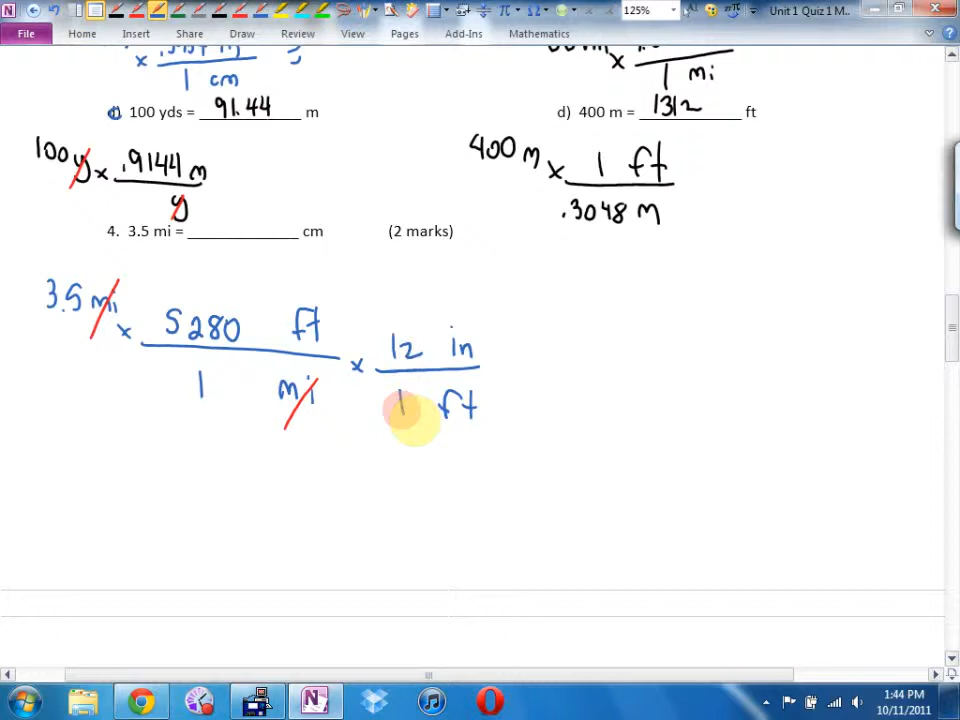 125% Unit 1 Quiz 1 M..
File Home Insert Share Draw Review View Pages Add-Ins Mathematics
x 1 cm
x 1 mi
100 yds = 91.44 m
d) 400 m = 1312 ft
100 y x .9144 m
y
400 m x 1 ft
.3048 m
4. 3.5 mi = ____________ cm (2 marks)
3.5 mi x 5280 ft
1 mi
x 12 in
1 ft
1:44 PM
10/11/2011